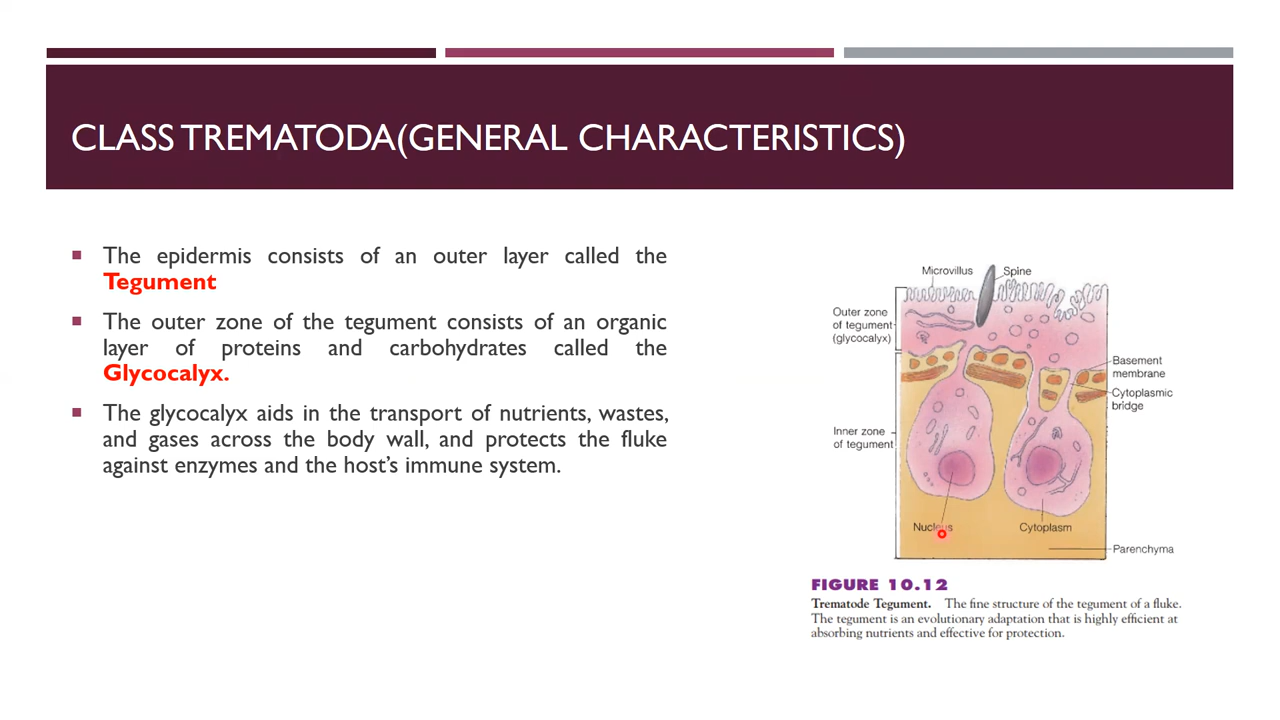 CLASS TREMATODA(GENERAL CHARACTERISTICS)
The epidermis consists of an outer layer called the
Tegument
The outer zone of the tegument consists of an organic
layer of proteins and carbohydrates called the
Glycocalyx.
The glycocalyx aids in the transport of nutrients, wastes,
and gases across the body wall, and protects the fluke
against enzymes and the host's immune system.
Microvillus
Spine
Outer zone
of tegument
(glycocalyx)
Basement
membrane
Cytoplasmic
bridge
Inner zone
of tegument
Nucleus
Cytoplasm
Parenchyma
FIGURE 10.12
Trematode Tegument. The fine structure of the tegument of a fluke.
The tegument is an evolutionary adaptation that is highly efficient at
absorbing nutrients and effective for protection.